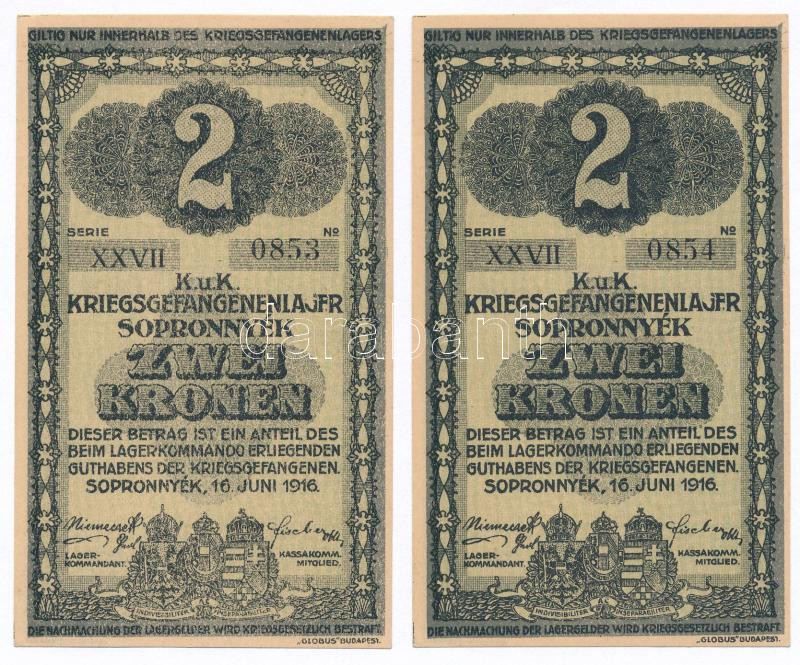 GILTIG NUR INNERHALB DES KRIEGSGEFANGENENLAGERS
2
SERIE No
XXVII 0853
K.u.K.
KRIEGSGEFANGENENLAGER
SOPRONNYÉK
ZWEI
KRONEN
DIESER BETRAG IST EIN ANTEIL DES
BEIM LAGERKOMMANDO ERLIEGENDEN
GUTHABENS DER KRIEGSGEFANGENEN.
SOPRONNYÉK, 16. JUNI 1916.
LAGER-
KOMMANDANT.
KASSAKOMM.
MITGLIED.
INDIVISIBILITER INSEPARABILITER
DIE NACHMACHUNG DER LAGERGELDER WIRD KRIEGSGESETZLICH BESTRAFT.
„GLOBUS" BUDAPEST.
GILTIG NUR INNERHALB DES KRIEGSGEFANGENENLAGERS
2
SERIE No
XXVII 0854
K.u.K.
KRIEGSGEFANGENENLAGER
SOPRONNYÉK
ZWEI
KRONEN
DIESER BETRAG IST EIN ANTEIL DES
BEIM LAGERKOMMANDO ERLIEGENDEN
GUTHABENS DER KRIEGSGEFANGENEN.
SOPRONNYÉK, 16. JUNI 1916.
LAGER-
KOMMANDANT.
KASSAKOMM.
MITGLIED.
INDIVISIBILITER INSEPARABILITER
DIE NACHMACHUNG DER LAGERGELDER WIRD KRIEGSGESETZLICH BESTRAFT.
„GLOBUS" BUDAPEST.
darabanth